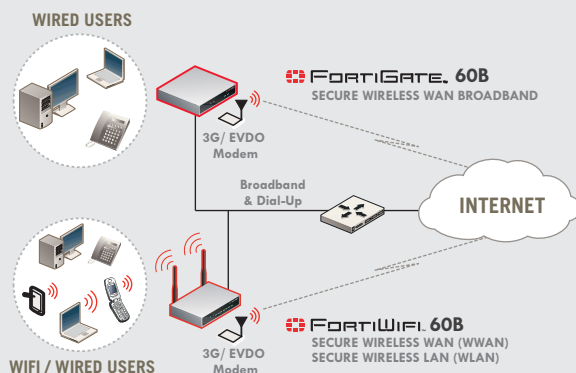 WIRED USERS
FORTIGATE. 60B
SECURE WIRELESS WAN BROADBAND
3G/ EVDO
Modem
Broadband
& Dial-Up
INTERNET
FORTIWIFI. 60B
SECURE WIRELESS WAN (WWAN)
SECURE WIRELESS LAN (WLAN)
3G/ EVDO
Modem
WIFI / WIRED USERS